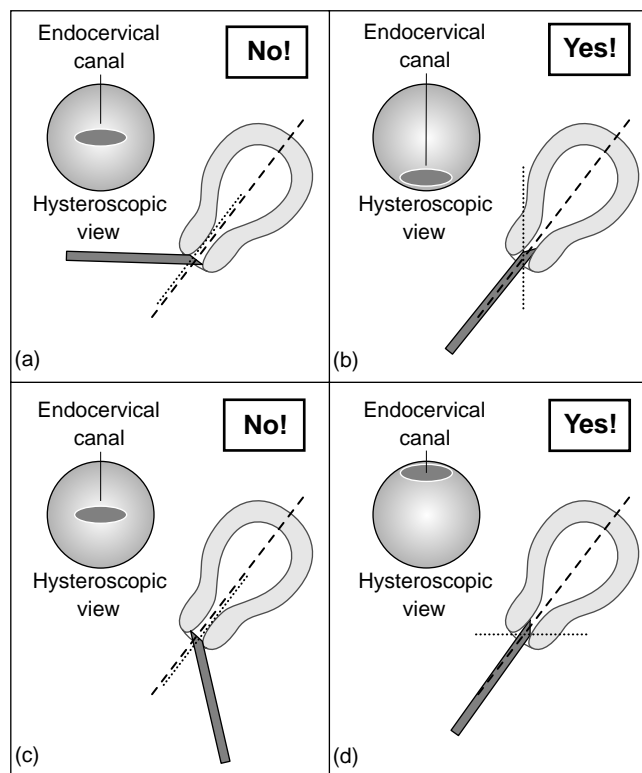 Endocervical
canal
No!
Hysteroscopic
view
(a)
Endocervical
canal
Yes!
Hysteroscopic
view
(b)
Endocervical
canal
No!
Hysteroscopic
view
(c)
Endocervical
canal
Yes!
Hysteroscopic
view
(d)